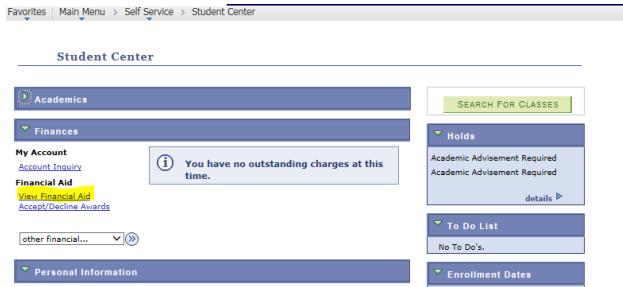 Favorites Main Menu > Self Service > Student Center
Student Center
Academics
Finances
My Account
Account Inquiry
Financial Aid
View Financial Aid
Accept/Decline Awards
other financial...
You have no outstanding charges at this
time.
Personal Information
SEARCH FOR CLASSES
Holds
Academic Advisement Required
Academic Advisement Required
details
To Do List
No To Do's.
Enrollment Dates